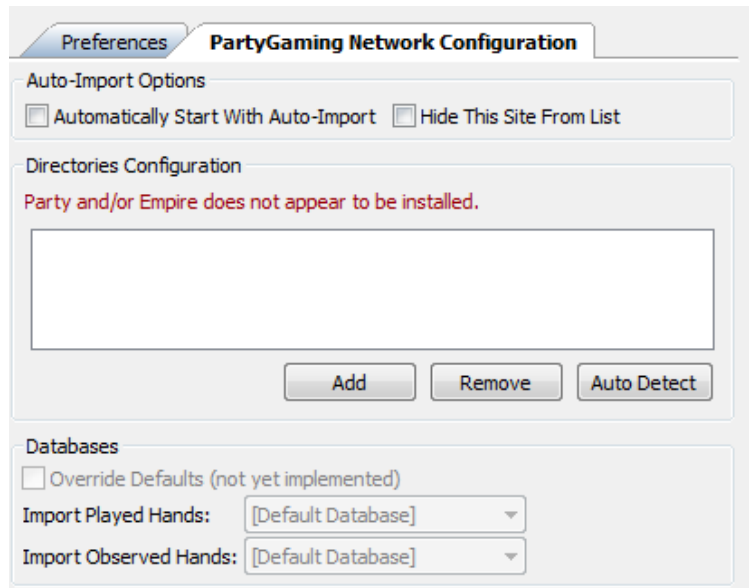 Preferences PartyGaming Network Configuration
Auto-Import Options
Automatically Start With Auto-Import Hide This Site From List
Directories Configuration
Party and/or Empire does not appear to be installed.
Add Remove Auto Detect
Databases
Override Defaults (not yet implemented)
Import Played Hands: [Default Database]
Import Observed Hands: [Default Database]